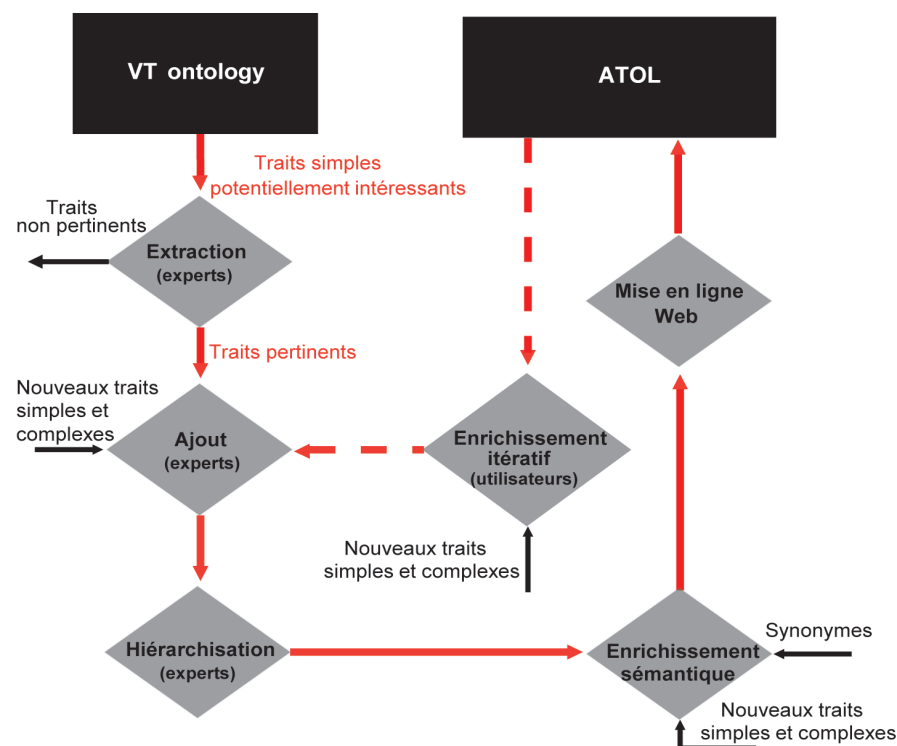 VT ontology
ATOL
Traits simples
potentiellement intéressants
Traits
non pertinents
Extraction
(experts)
Mise en ligne
Web
Traits pertinents
Nouveaux traits
simples et
complexes
Ajout
(experts)
Enrichissement
itératif
(utilisateurs)
Nouveaux traits
simples et complexes
Hiérarchisation
(experts)
Enrichissement
sémantique
Synonymes
Nouveaux traits
simples et complexes